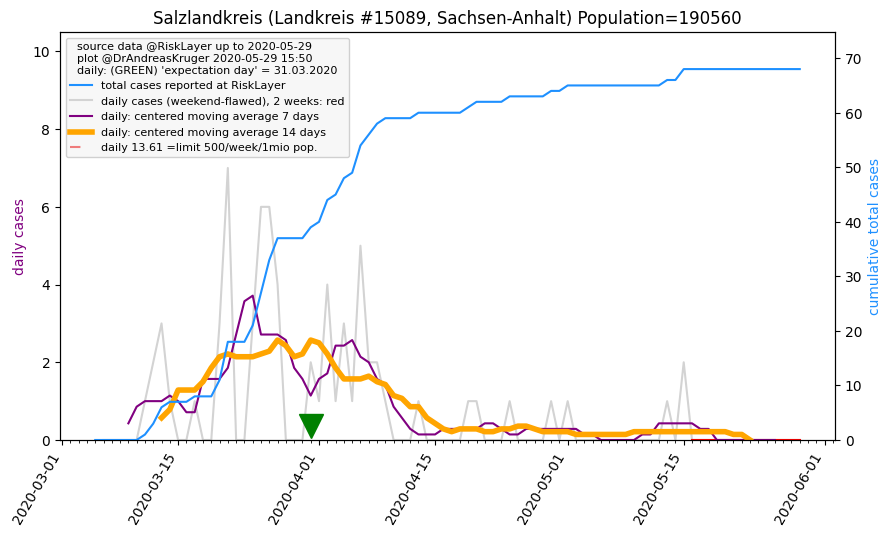 Salzlandkreis (Landkreis #15089, Sachsen-Anhalt) Population=190560
source data @RiskLayer up to 2020-05-29
plot @DrAndreasKruger 2020-05-29 15:50
daily: (GREEN) 'expectation day' = 31.03.2020
total cases reported at RiskLayer
daily cases (weekend-flawed), 2 weeks: red
daily: centered moving average 7 days
daily: centered moving average 14 days
daily 13.61 =limit 500/week/1mio pop.
daily cases
10
8
6
4
2
0
cumulative total cases
70
60
50
40
30
20
10
0
2020-03-01
2020-03-15
2020-04-01
2020-04-15
2020-05-01
2020-05-15
2020-06-01